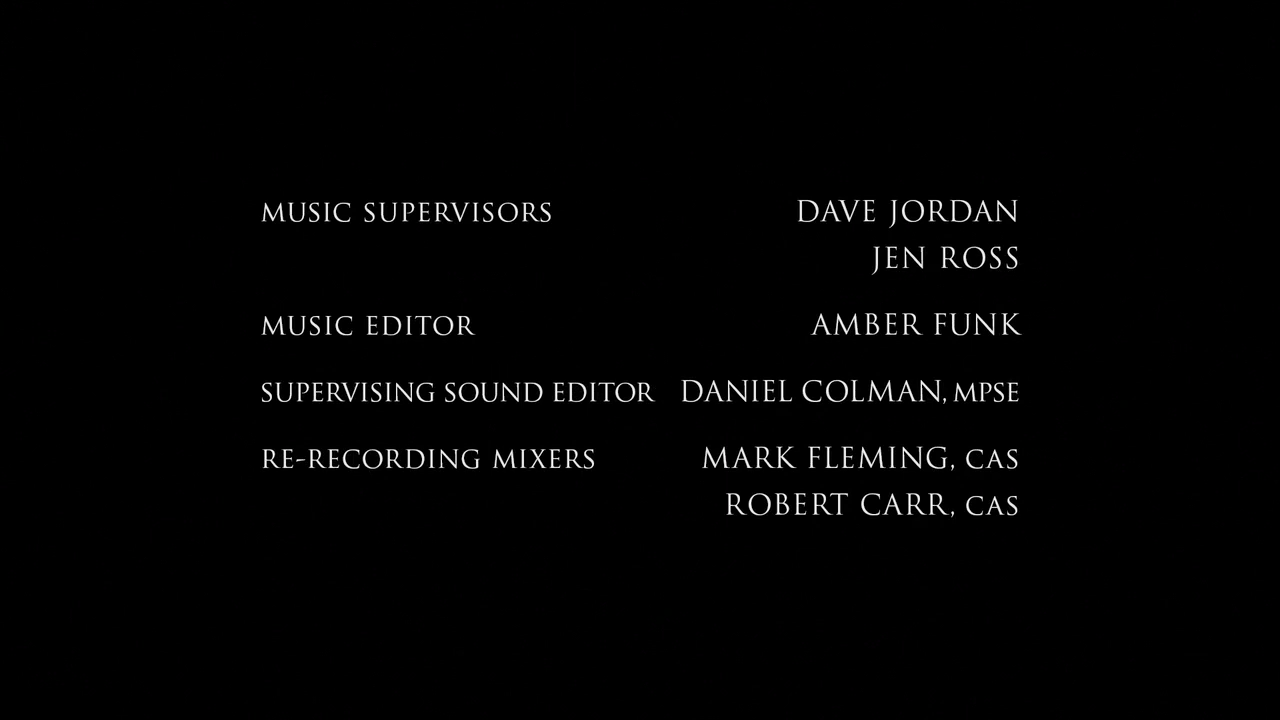 MUSIC SUPERVISORS DAVE JORDAN
JEN ROSS
MUSIC EDITOR AMBER FUNK
SUPERVISING SOUND EDITOR DANIEL COLMAN, MPSE
RE-RECORDING MIXERS MARK FLEMING, CAS
ROBERT CARR, CAS